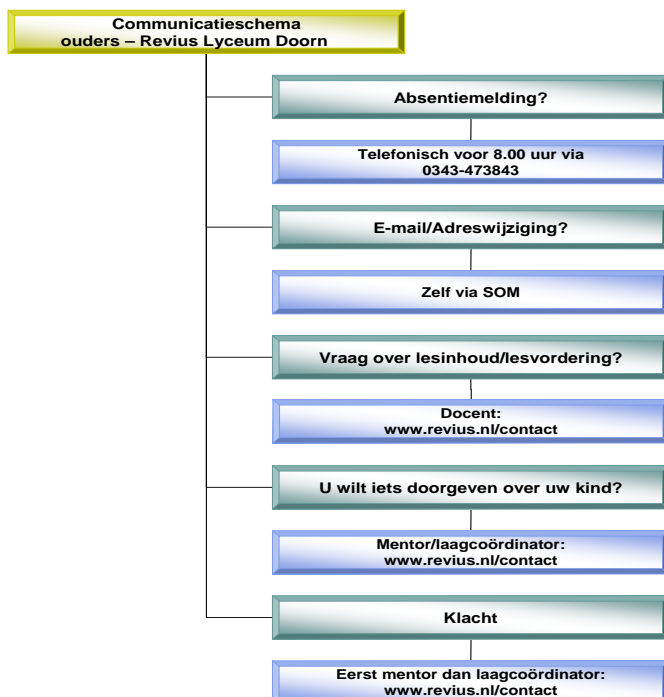 Communicatieschema
ouders – Revius Lyceum Doorn
Absentiemelding?
Telefonisch voor 8.00 uur via
0343-473843
E-mail/Adreswijziging?
Zelf via SOM
Vraag over lesinhoud/lesvordering?
Docent:
www.revius.nl/contact
U wilt iets doorgeven over uw kind?
Mentor/laagcoördinator:
www.revius.nl/contact
Klacht
Eerst mentor dan laagcoördinator:
www.revius.nl/contact